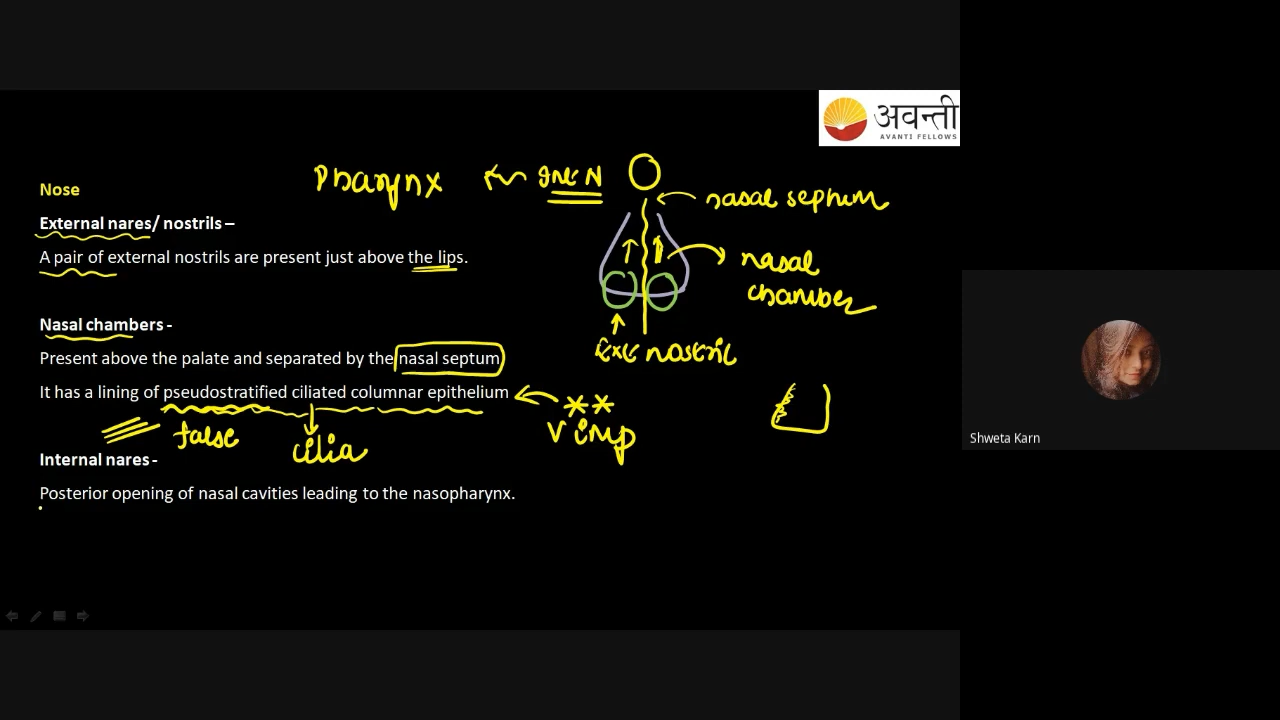 अवन्ती
AVANTI FELLOWS
Pharynx
Int N
nasal septum
Nose
External nares/ nostrils –
A pair of external nostrils are present just above the lips.
nasal
chamber
Nasal chambers -
Ext nostril
Present above the palate and separated by the nasal septum
It has a lining of pseudostratified ciliated columnar epithelium
**
V imp
false
cilia
Internal nares-
Posterior opening of nasal cavities leading to the nasopharynx.
Shweta Karn